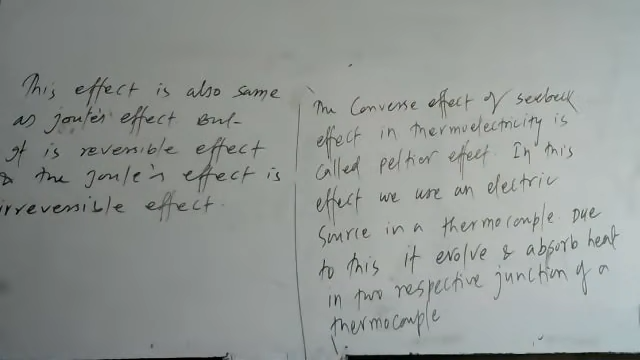 This effect is also same
as joule's effect But
It is reversible effect
& the joule's effect is
irreversible effect.
The Converse effect of seebeck
effect in thermoelectricity is
called peltier effect. In this
effect we use an electric
source in a thermocouple. Due
to this it evolve & absorb heat
in two respective junction of a
thermocouple